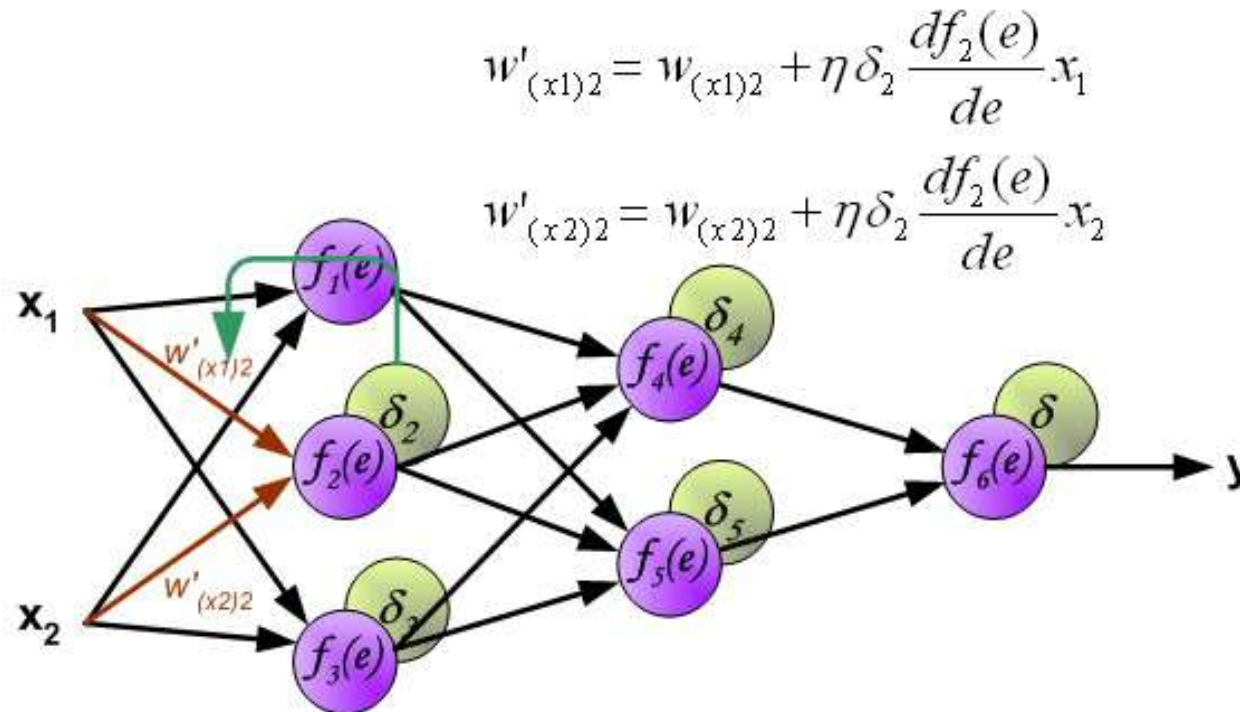 w'(x1)2 = w(x1)2 + η δ2 df2(e)/de x1
w'(x2)2 = w(x2)2 + η δ2 df2(e)/de x2
f1(e)
x1
δ4
w'(x1)2
f4(e)
δ2
δ
f2(e)
f6(e)
y
δ5
f5(e)
w'(x2)2
x2
δ3
f3(e)